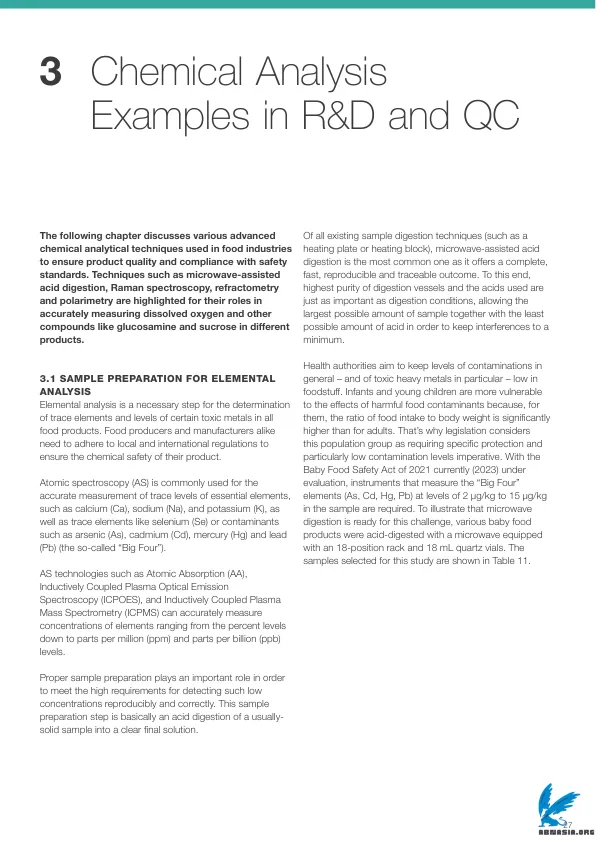 3 Chemical Analysis
Examples in R&D and QC
The following chapter discusses various advanced
chemical analytical techniques used in food industries
to ensure product quality and compliance with safety
standards. Techniques such as microwave-assisted
acid digestion, Raman spectroscopy, refractometry
and polarimetry are highlighted for their roles in
accurately measuring dissolved oxygen and other
compounds like glucosamine and sucrose in different
products.
3.1 SAMPLE PREPARATION FOR ELEMENTAL
ANALYSIS
Elemental analysis is a necessary step for the determination
of trace elements and levels of certain toxic metals in all
food products. Food producers and manufacturers alike
need to adhere to local and international regulations to
ensure the chemical safety of their product.
Atomic spectroscopy (AS) is commonly used for the
accurate measurement of trace levels of essential elements,
such as calcium (Ca), sodium (Na), and potassium (K), as
well as trace elements like selenium (Se) or contaminants
such as arsenic (As), cadmium (Cd), mercury (Hg) and lead
(Pb) (the so-called “Big Four”).
AS technologies such as Atomic Absorption (AA),
Inductively Coupled Plasma Optical Emission
Spectroscopy (ICPOES), and Inductively Coupled Plasma
Mass Spectrometry (ICPMS) can accurately measure
concentrations of elements ranging from the percent levels
down to parts per million (ppm) and parts per billion (ppb)
levels.
Proper sample preparation plays an important role in order
to meet the high requirements for detecting such low
concentrations reproducibly and correctly. This sample
preparation step is basically an acid digestion of a usually-
solid sample into a clear final solution.
Of all existing sample digestion techniques (such as a
heating plate or heating block), microwave-assisted acid
digestion is the most common one as it offers a complete,
fast, reproducible and traceable outcome. To this end,
highest purity of digestion vessels and the acids used are
just as important as digestion conditions, allowing the
largest possible amount of sample together with the least
possible amount of acid in order to keep interferences to a
minimum.
Health authorities aim to keep levels of contaminations in
general – and of toxic heavy metals in particular – low in
foodstuff. Infants and young children are more vulnerable
to the effects of harmful food contaminants because, for
them, the ratio of food intake to body weight is significantly
higher than for adults. That’s why legislation considers
this population group as requiring specific protection and
particularly low contamination levels imperative. With the
Baby Food Safety Act of 2021 currently (2023) under
evaluation, instruments that measure the “Big Four”
elements (As, Cd, Hg, Pb) at levels of 2 µg/kg to 15 µg/kg
in the sample are required. To illustrate that microwave
digestion is ready for this challenge, various baby food
products were acid-digested with a microwave equipped
with an 18-position rack and 18 mL quartz vials. The
samples selected for this study are shown in Table 11.
27
ABNASIA.ORG